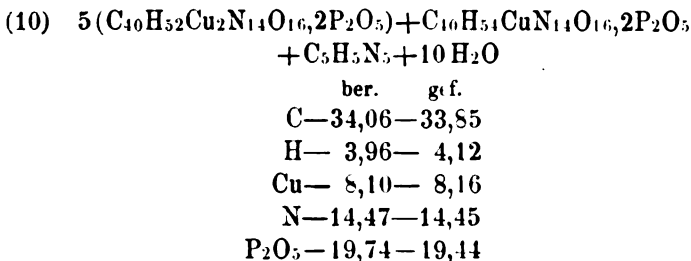 (10) 5(C₄₀H₅₂Cu₂N₁₄O₁₆,2P₂O₅)+C₄₀H₅₄CuN₁₄O₁₆,2P₂O₅
+C₅H₅N₅+10H₂O
ber. gef.
C—34,06—33,85
H— 3,96— 4,12
Cu— 8,10— 8,16
N—14,47—14,45
P₂O₅—19,74—19,44